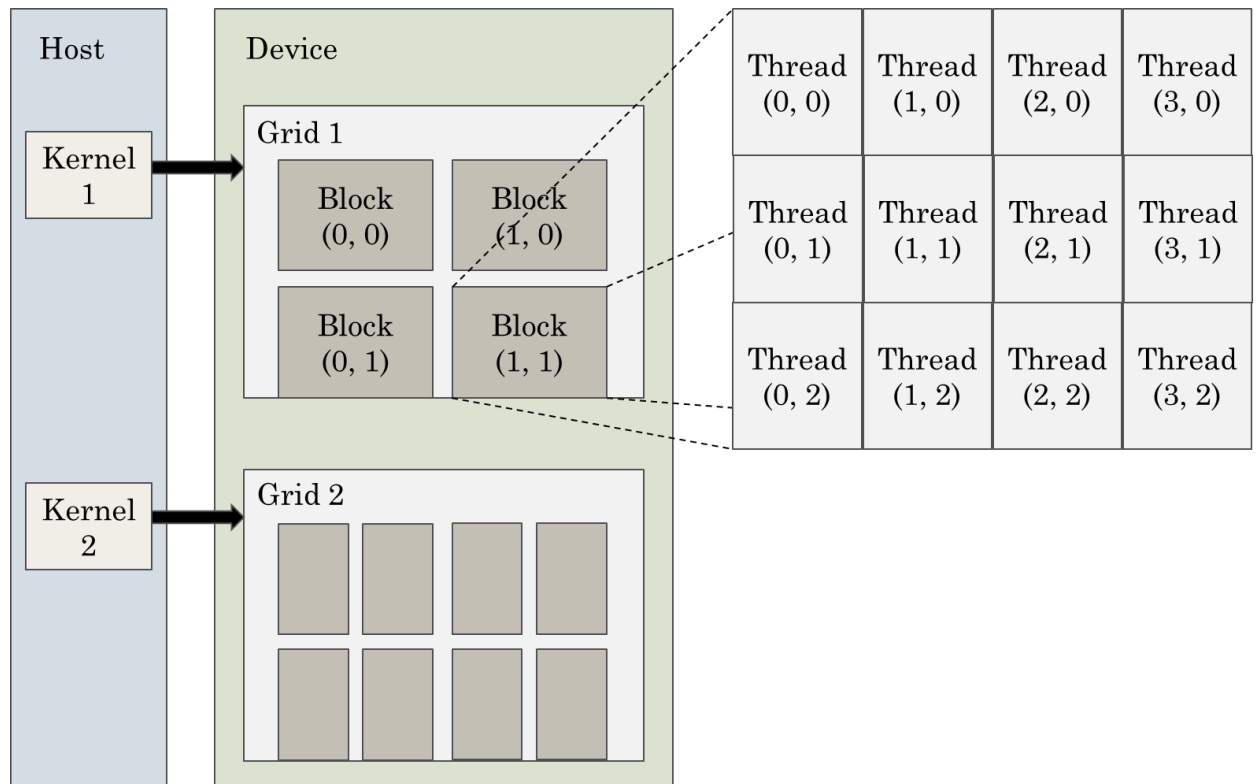 Host
Device
Kernel
1
Grid 1
Block
(0, 0)
Block
(1, 0)
Block
(0, 1)
Block
(1, 1)
Kernel
2
Grid 2
Thread
(0, 0)
Thread
(1, 0)
Thread
(2, 0)
Thread
(3, 0)
Thread
(0, 1)
Thread
(1, 1)
Thread
(2, 1)
Thread
(3, 1)
Thread
(0, 2)
Thread
(1, 2)
Thread
(2, 2)
Thread
(3, 2)